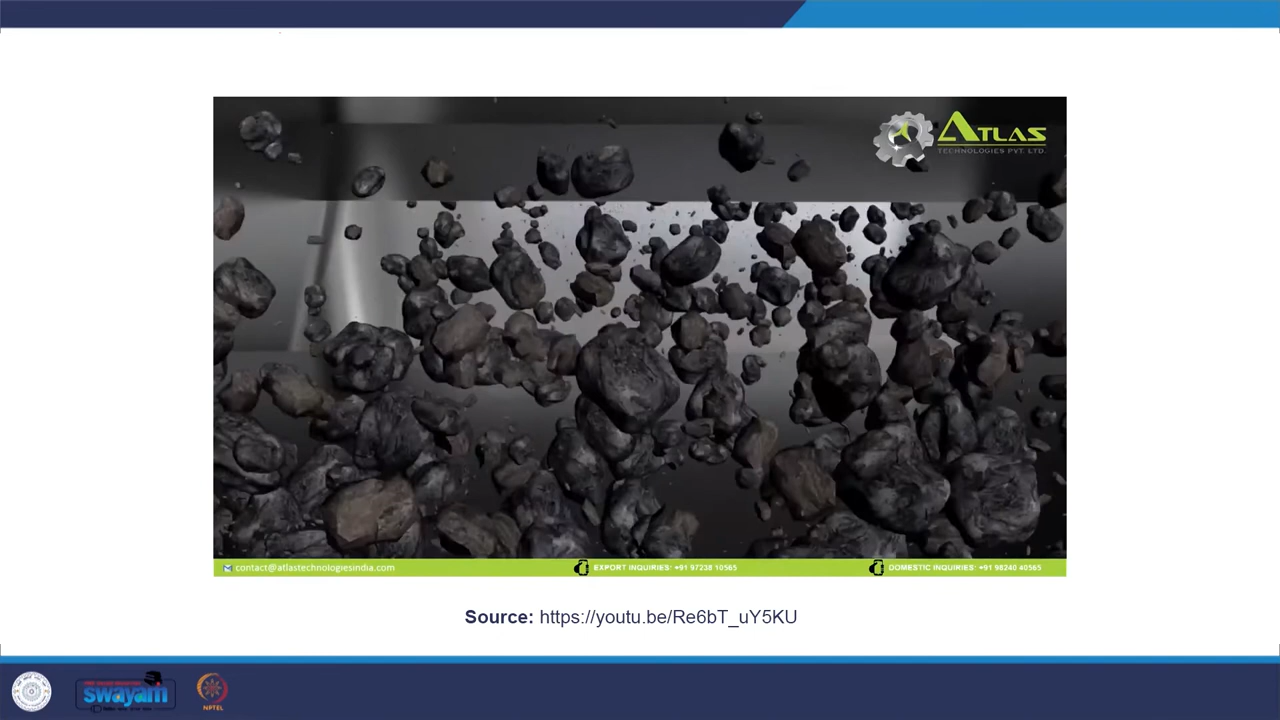 ATLAS
TECHNOLOGIES PVT. LTD.
contact@atlastechnologiesindia.com
EXPORT INQUIRIES: +91 97238 10565
DOMESTIC INQUIRIES: +91 98240 40565
Source: https://youtu.be/Re6bT_uY5KU
swayam
NPTEL